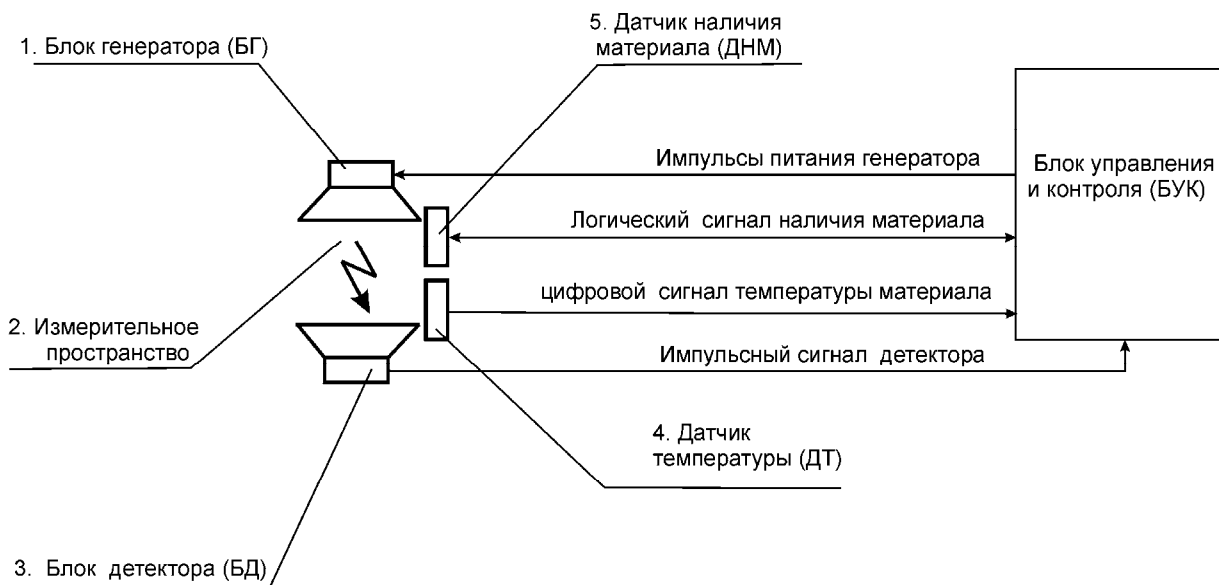 5. Датчик наличия
материала (ДНМ)
1. Блок генератора (БГ)
Импульсы питания генератора
Блок управления
и контроля (БУК)
Логический сигнал наличия материала
цифровой сигнал температуры материала
2. Измерительное
пространство
Импульсный сигнал детектора
4. Датчик
температуры (ДТ)
3. Блок детектора (БД)